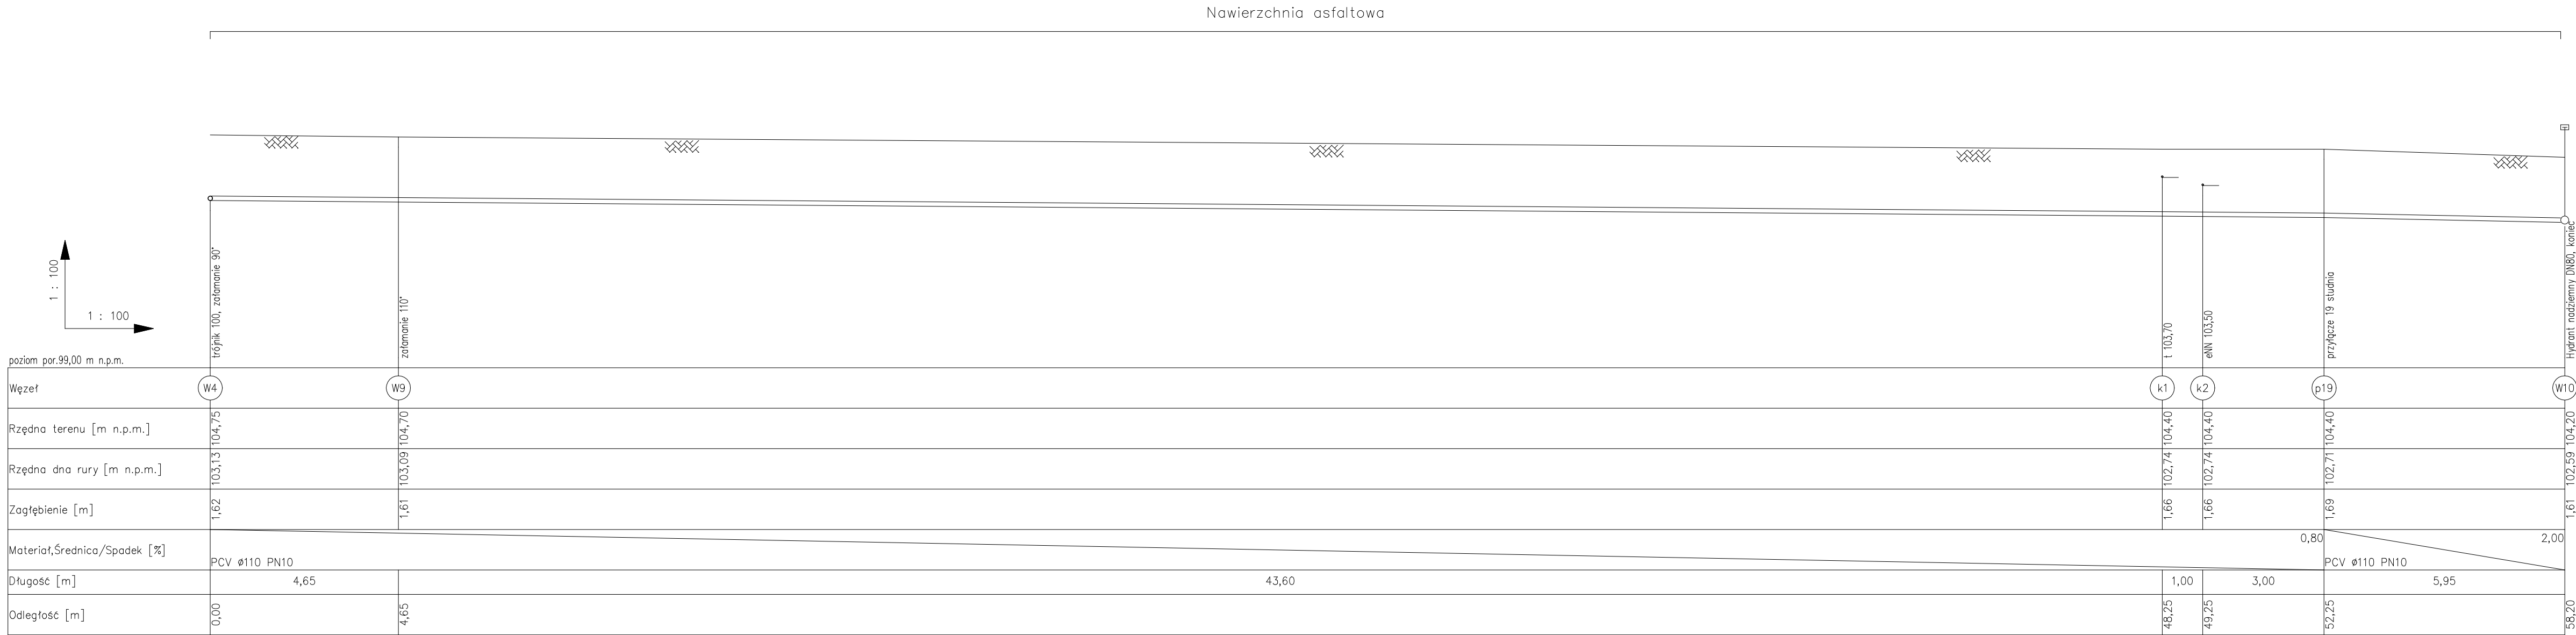 Nawierzchnia asfaltowa
1 : 100
1 : 100
trójnik 100, załamanie 90°
załamanie 110°
t 103,70
eNN 103,50
przyłącze 19 studnia
Hydrant nadziemny DN80, koniec
poziom por.99,00 m n.p.m.
Węzeł W4 W9 k1 k2 p19 W10
Rzędna terenu [m n.p.m.] 104,75 104,70 104,40 104,40 104,40 104,20
Rzędna dna rury [m n.p.m.] 103,13 103,09 102,74 102,74 102,71 102,59
Zagłębienie [m] 1,62 1,61 1,66 1,66 1,69 1,61
Materiał,Średnica/Spadek [%] 0,80 2,00
PCV ø110 PN10 PCV ø110 PN10
Długość [m] 4,65 43,60 1,00 3,00 5,95
Odległość [m] 0,00 4,65 48,25 49,25 52,25 58,20